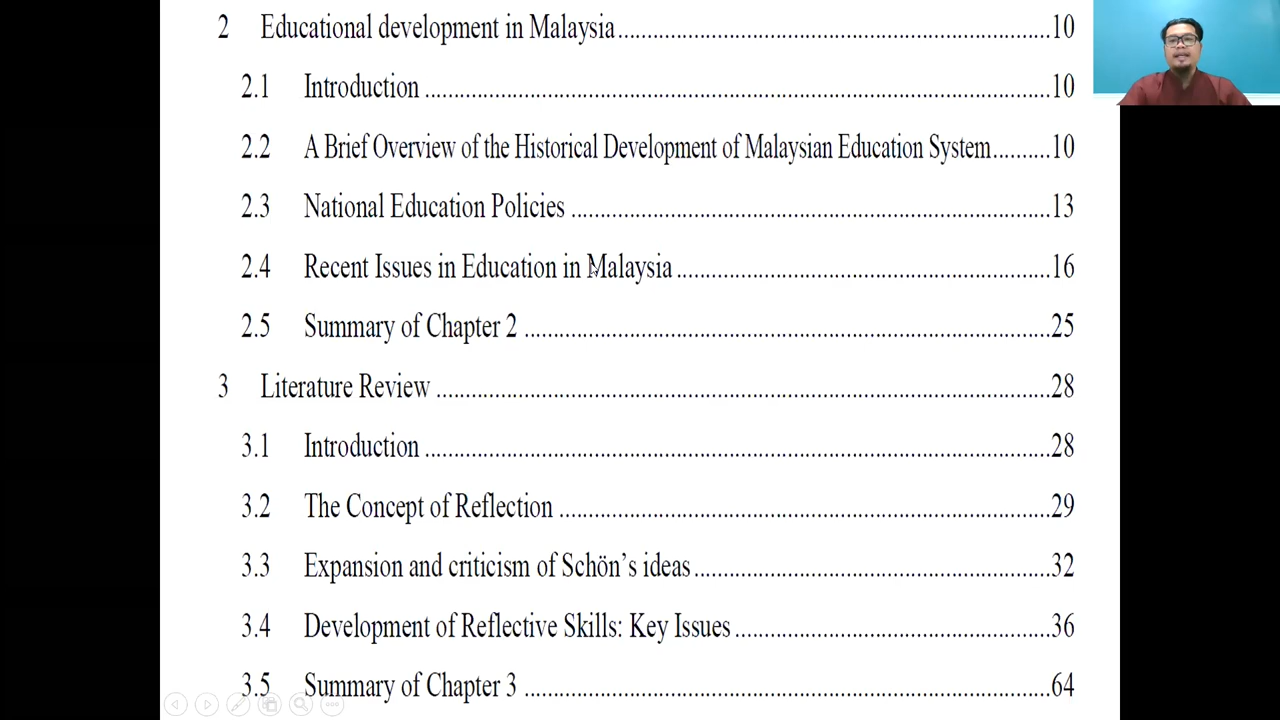 2 Educational development in Malaysia..........10
2.1 Introduction..........10
2.2 A Brief Overview of the Historical Development of Malaysian Education System..........10
2.3 National Education Policies..........13
2.4 Recent Issues in Education in Malaysia..........16
2.5 Summary of Chapter 2..........25
3 Literature Review..........28
3.1 Introduction..........28
3.2 The Concept of Reflection..........29
3.3 Expansion and criticism of Schön's ideas..........32
3.4 Development of Reflective Skills: Key Issues..........36
3.5 Summary of Chapter 3..........64